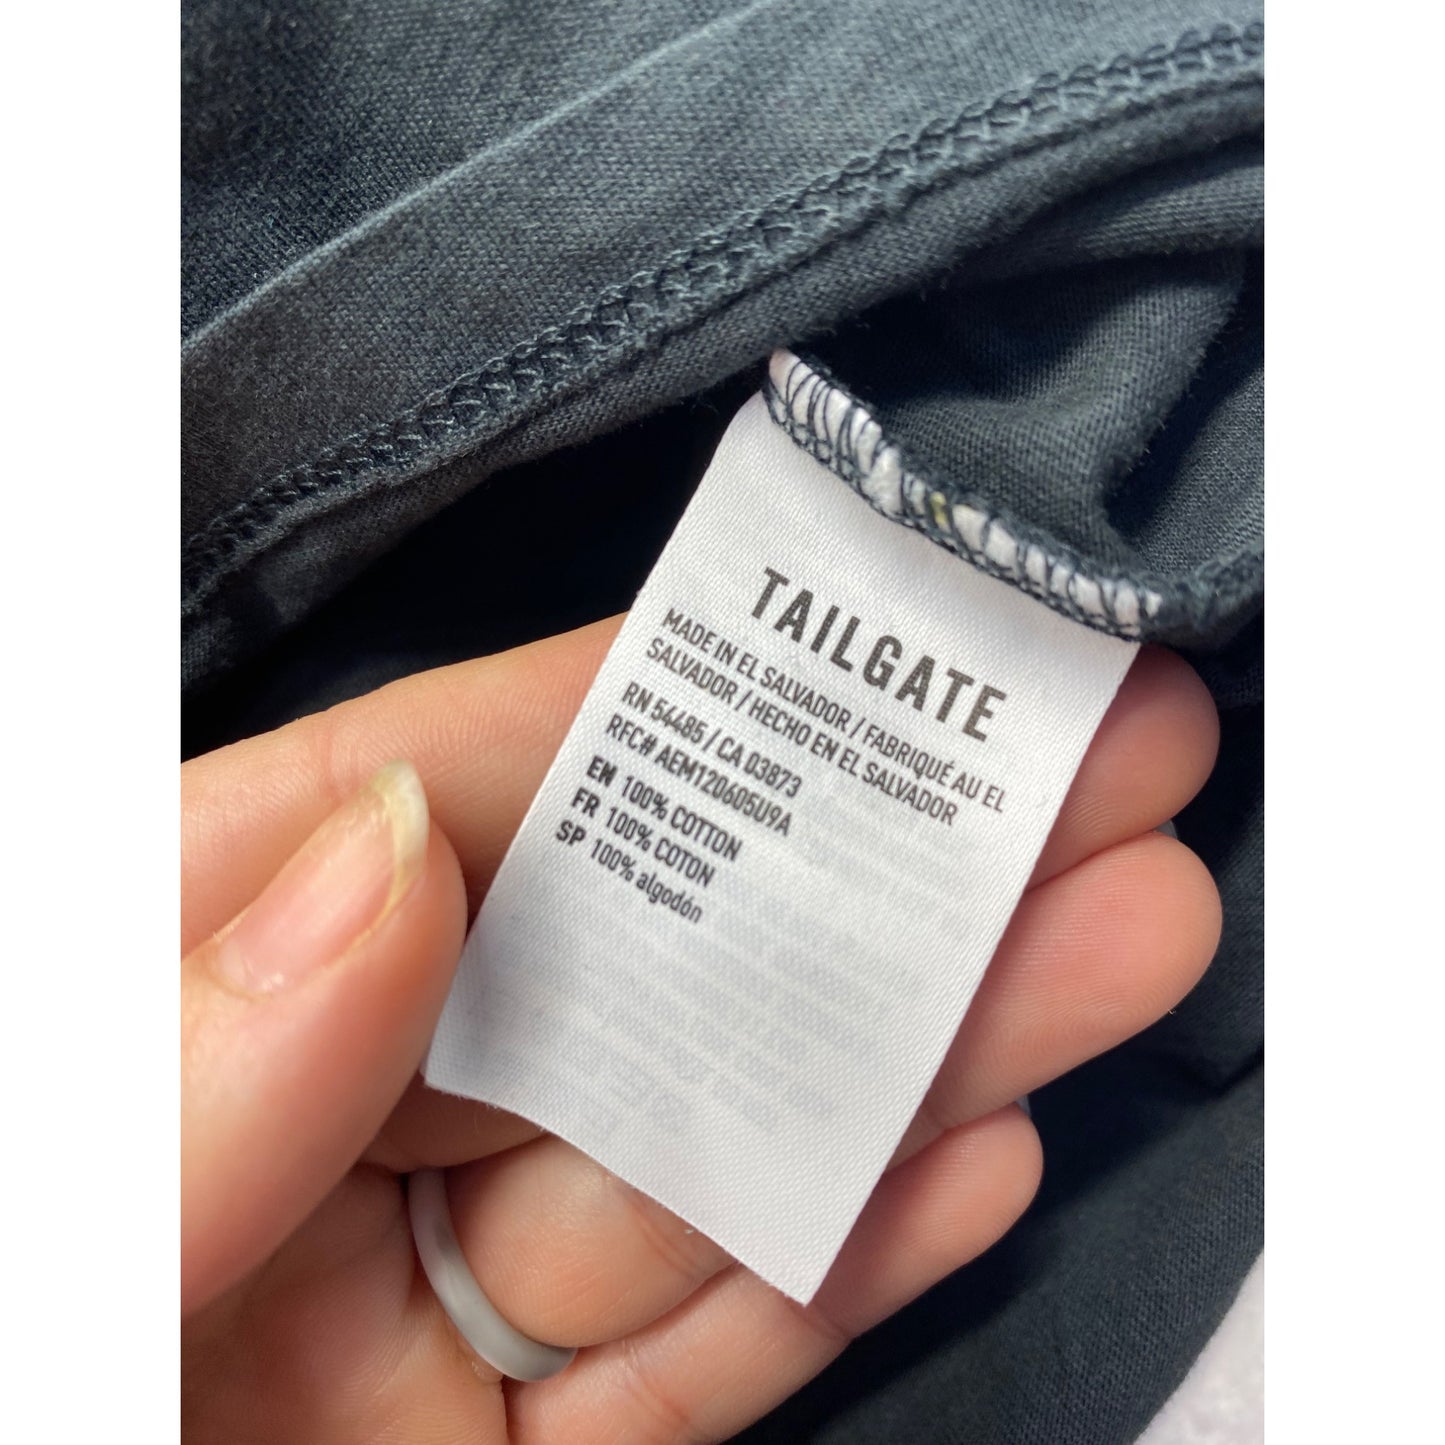 TAILGATE
MADE IN EL SALVADOR / FABRIQUÉ AU EL
SALVADOR / HECHO EN EL SALVADOR
RN 54485 / CA 03873
RFC# AEM120605U9A
EN 100% COTTON
FR 100% COTON
SP 100% algodón